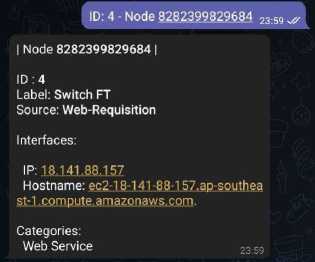 ID: 4 - Node 8282399829684
23:59
| Node 8282399829684 |
ID : 4
Label: Switch FT
Source: Web-Requisition
Interfaces:
IP: 18.141.88.157
Hostname: ec2-18-141-88-157.ap-southea
st-1.compute.amazonaws.com.
Categories:
Web Service
23:59